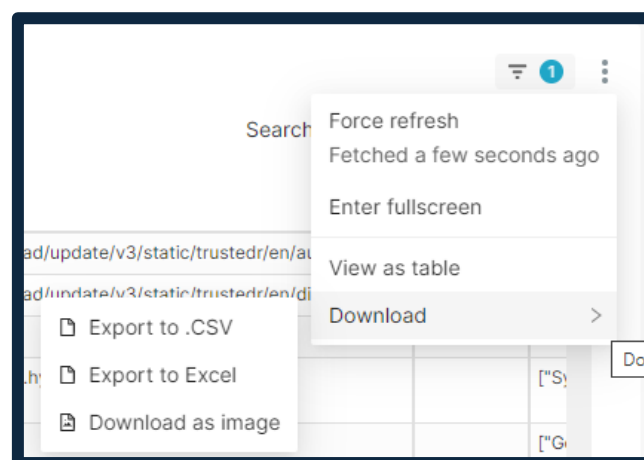 1
Search
Force refresh
Fetched a few seconds ago
Enter fullscreen
View as table
Download
ad/update/v3/static/trustedr/en/au
ad/update/v3/static/trustedr/en/di
Export to .CSV
Export to Excel
Download as image
Do
.hy
["Sy
["Ge